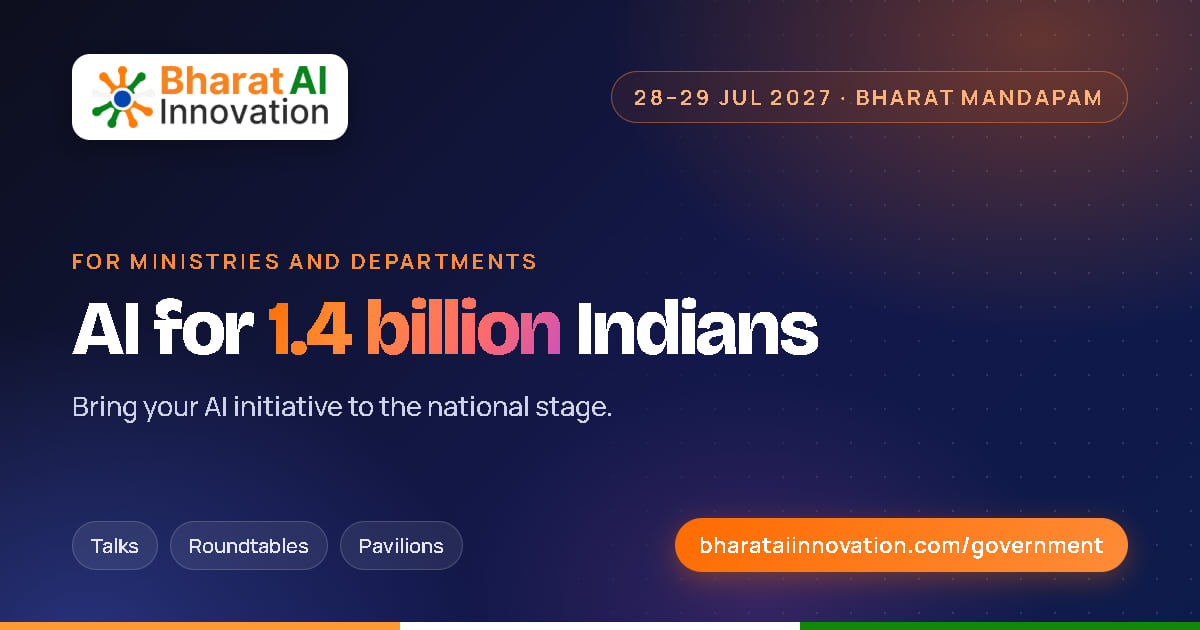 Bharat AI
Innovation
28–29 JUL 2027 · BHARAT MANDAPAM
FOR MINISTRIES AND DEPARTMENTS
AI for 1.4 billion Indians
Bring your AI initiative to the national stage.
Talks
Roundtables
Pavilions
bharataiinnovation.com/government